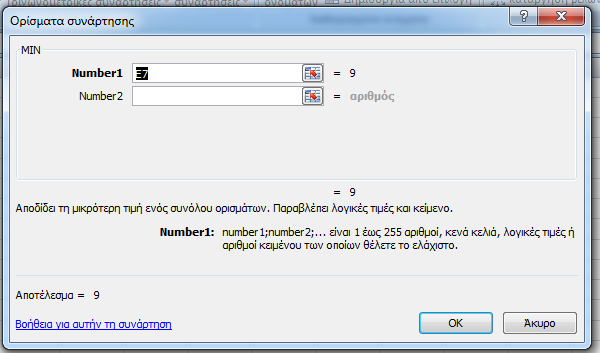 Ορίσματα συνάρτησης
MIN
Number1 E7 = 9
Number2 = αριθμός
= 9
Αποδίδει τη μικρότερη τιμή ενός συνόλου ορισμάτων. Παραβλέπει λογικές τιμές και κείμενο.
Number1: number1;number2;... είναι 1 έως 255 αριθμοί, κενά κελιά, λογικές τιμές ή
αριθμοί κειμένου των οποίων θέλετε το ελάχιστο.
Αποτέλεσμα = 9
Βοήθεια για αυτήν τη συνάρτηση
OK
Άκυρο